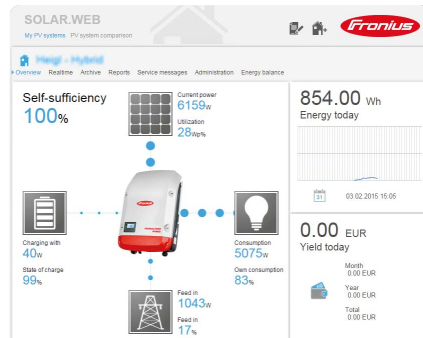 SOLAR.WEB
My PV systems PV system comparison
Fronius
Overview Realtime Archive Reports Service messages Administration Energy balance
Self-sufficiency
100%
Current power
6159W
Utilization
28Wp%
Charging with
40W
State of charge
99%
Consumption
5075W
Own consumption
83%
Feed in
1043W
Feed in
17%
854.00 Wh
Energy today
31
03.02.2015 15:05
0.00 EUR
Yield today
Month
0.00 EUR
Year
0.00 EUR
Total
0.00 EUR